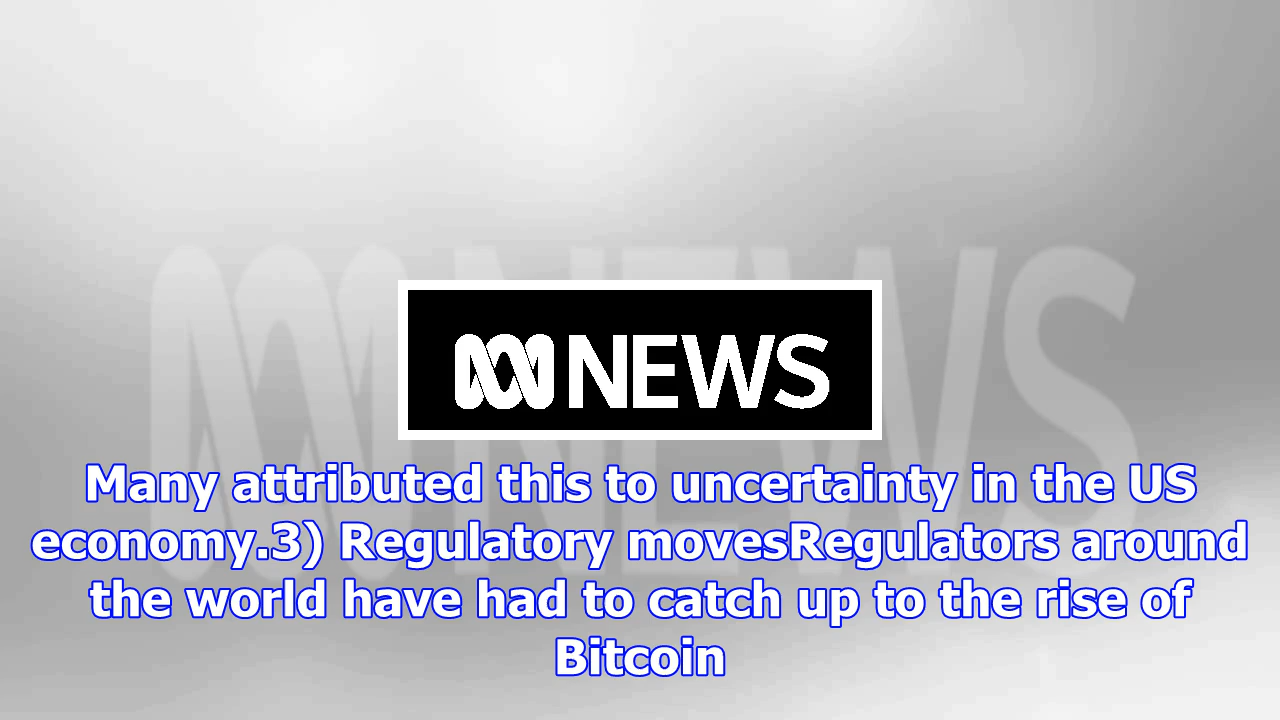 NEWS
NEWS
Many attributed this to uncertainty in the US
economy.3) Regulatory movesRegulators around
the world have had to catch up to the rise of
Bitcoin